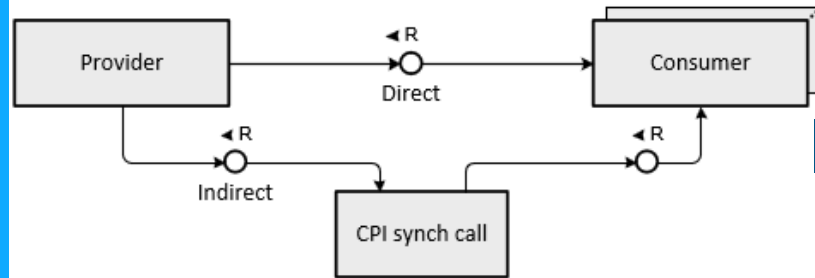 ◄ R
Provider
Consumer
Direct
◄ R
◄ R
Indirect
CPI synch call